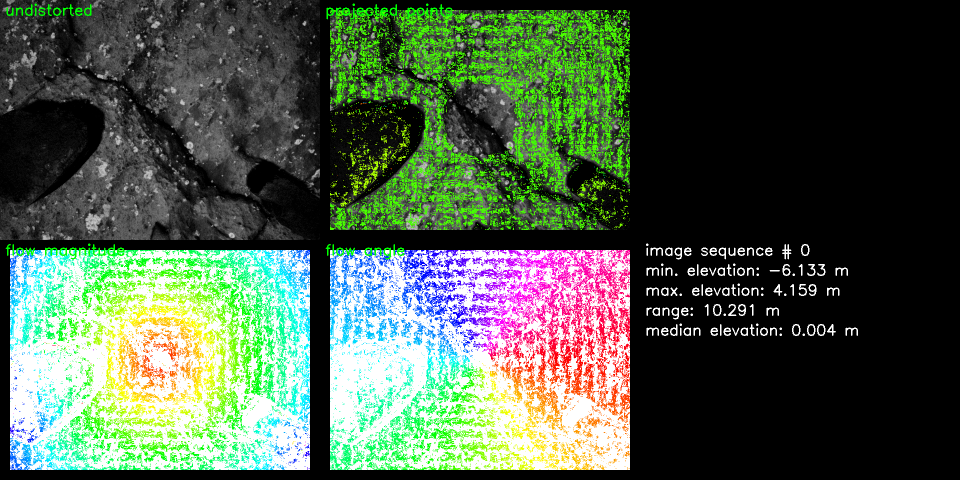 undistorted
projected points
flow magnitude
flow angle
image sequence # 0
min. elevation: -6.133 m
max. elevation: 4.159 m
range: 10.291 m
median elevation: 0.004 m